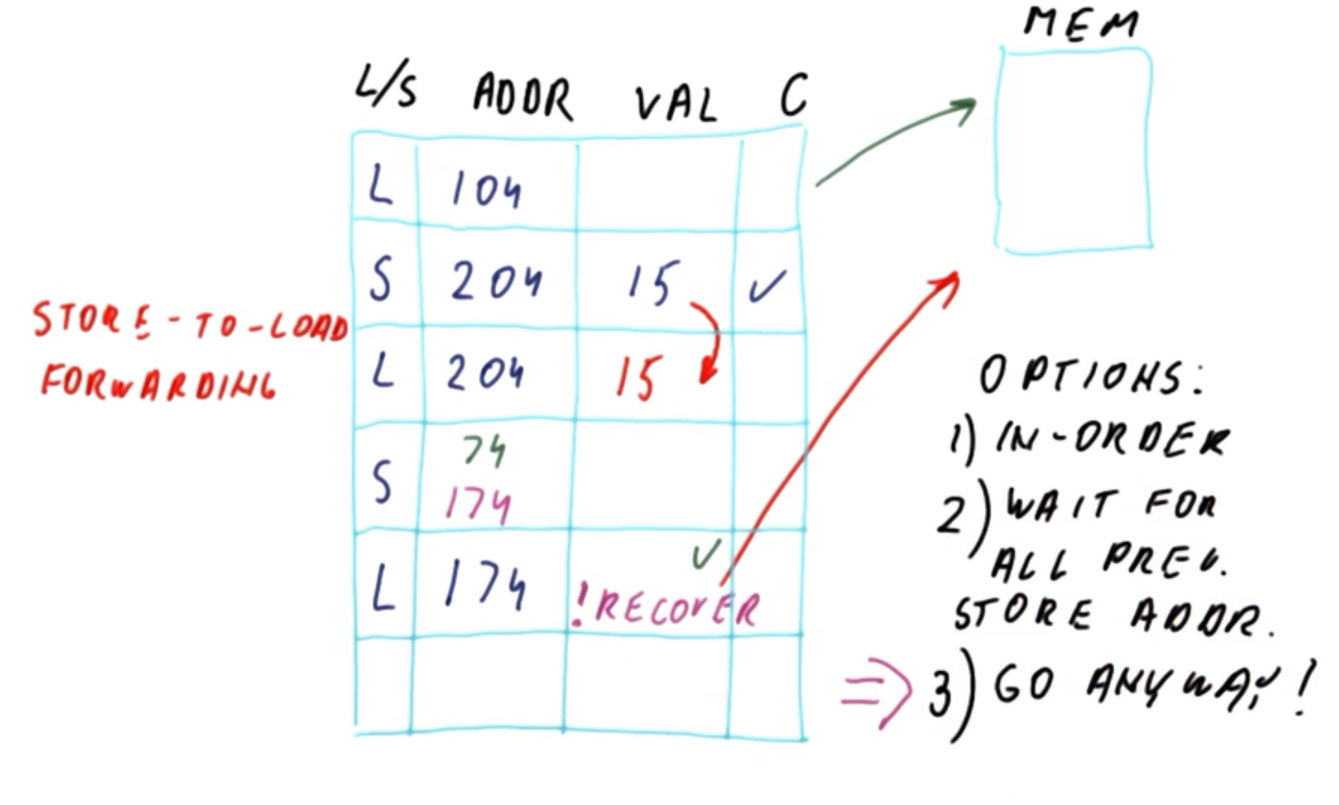 MEM
L/S ADDR VAL C
L 104
S 204 15 ✓
STORE-TO-LOAD
FORWARDING
L 204 15
S 74
174
L 174 ✓
! RECOVER
OPTIONS:
1) IN-ORDER
2) WAIT FOR
ALL PREV.
STORE ADDR.
⇒ 3) GO ANYWAY!